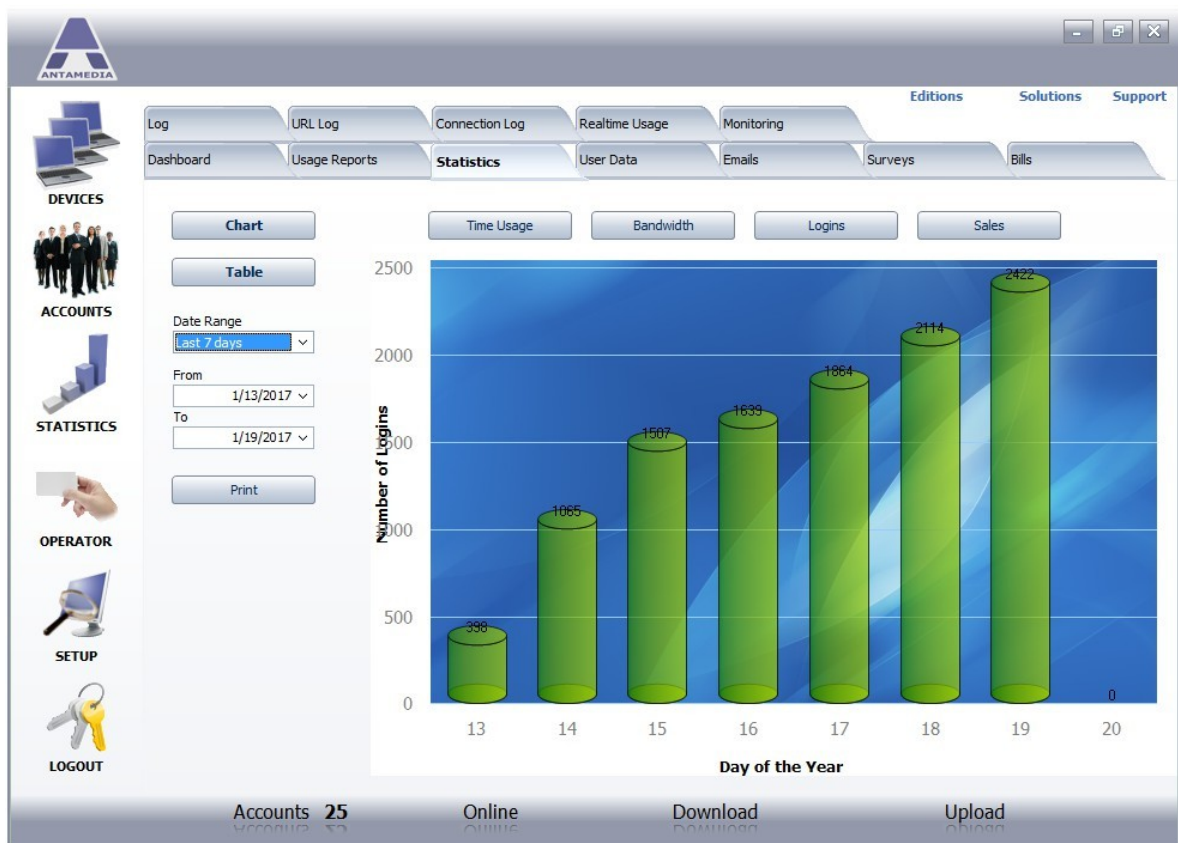 ANTAMEDIA
Editions Solutions Support
Log URL Log Connection Log Realtime Usage Monitoring
Dashboard Usage Reports Statistics User Data Emails Surveys Bills
DEVICES
ACCOUNTS
STATISTICS
OPERATOR
SETUP
LOGOUT
Chart
Table
Date Range
Last 7 days
From
1/13/2017
To
1/19/2017
Print
Time Usage Bandwidth Logins Sales
Number of Logins
2500
2000
1500
1000
500
0
398 1065 1507 1639 1864 2114 2422 0
13 14 15 16 17 18 19 20
Day of the Year
Accounts 25 Online Download Upload